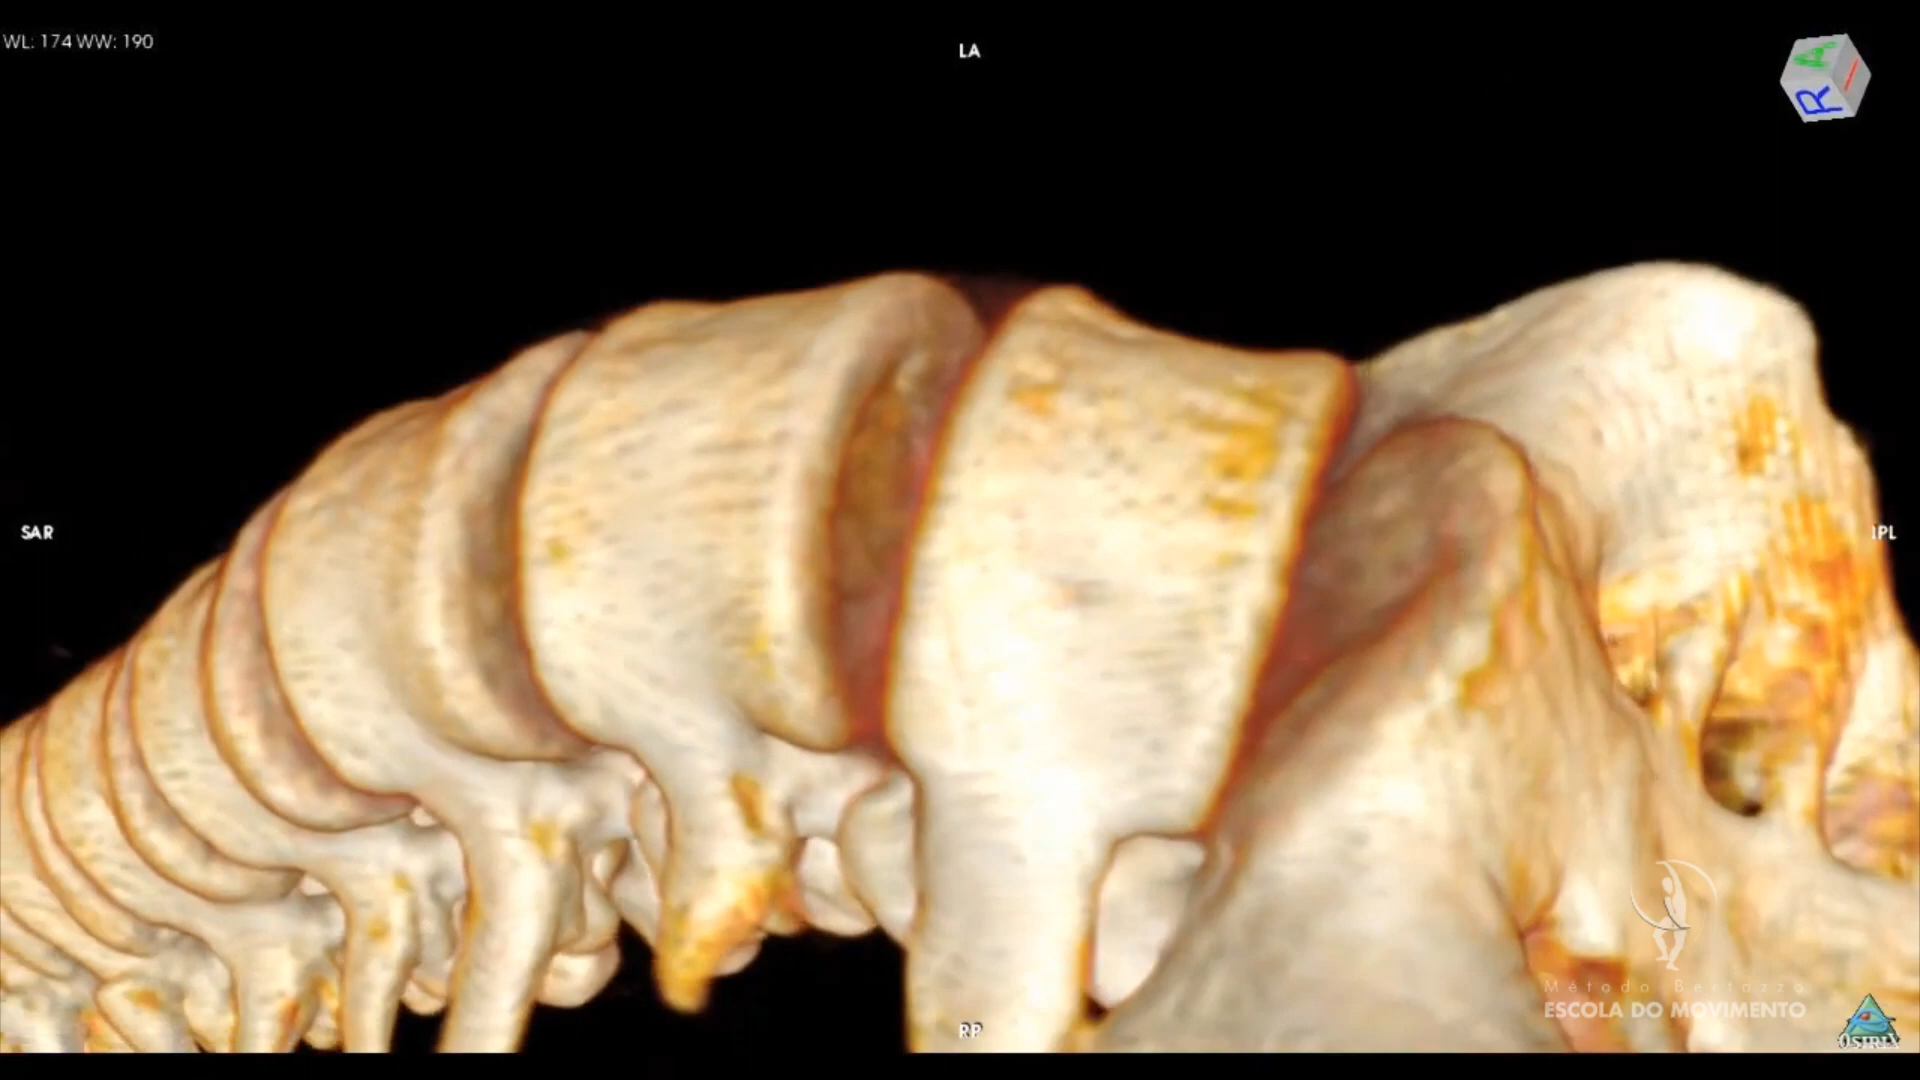 WL: 174 WW: 190
LA
A
R
I
SAR
IPL
RP
Método Bertazzo
ESCOLA DO MOVIMENTO
OSIRIX